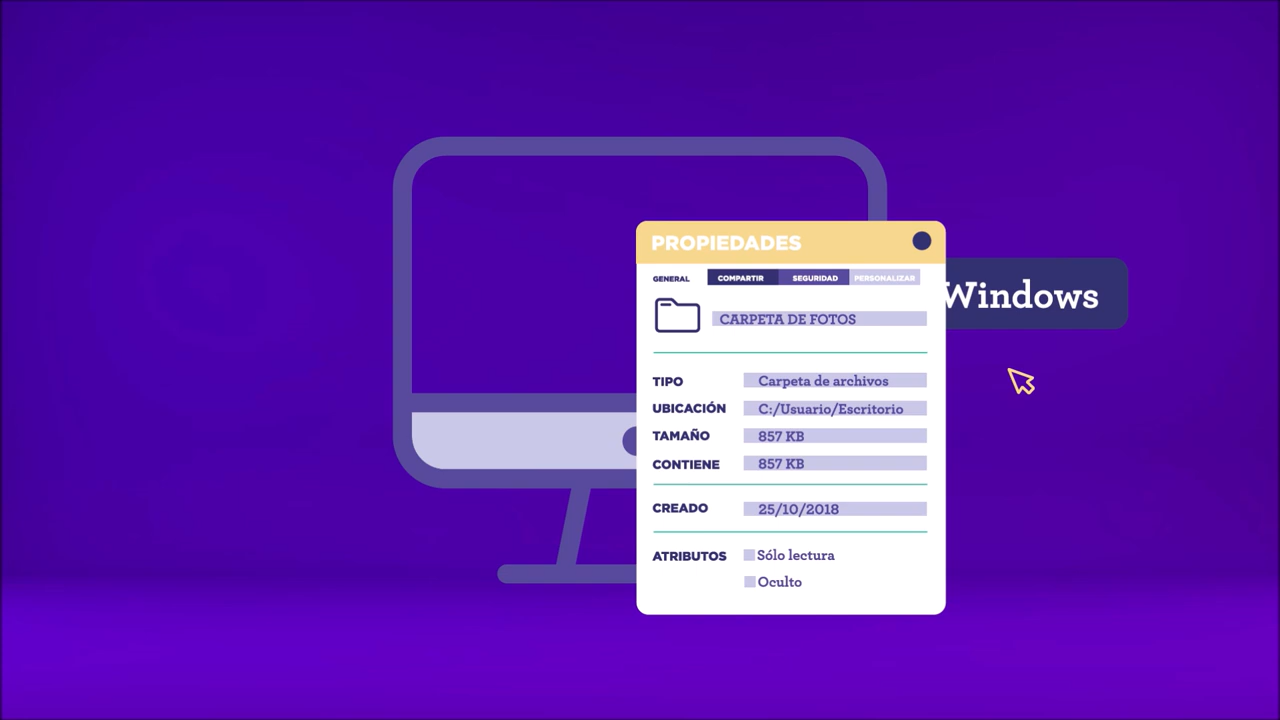 PROPIEDADES
GENERAL COMPARTIR SEGURIDAD PERSONALIZAR
Windows
CARPETA DE FOTOS
TIPO Carpeta de archivos
UBICACIÓN C:/Usuario/Escritorio
TAMAÑO 857 KB
CONTIENE 857 KB
CREADO 25/10/2018
ATRIBUTOS Sólo lectura
Oculto